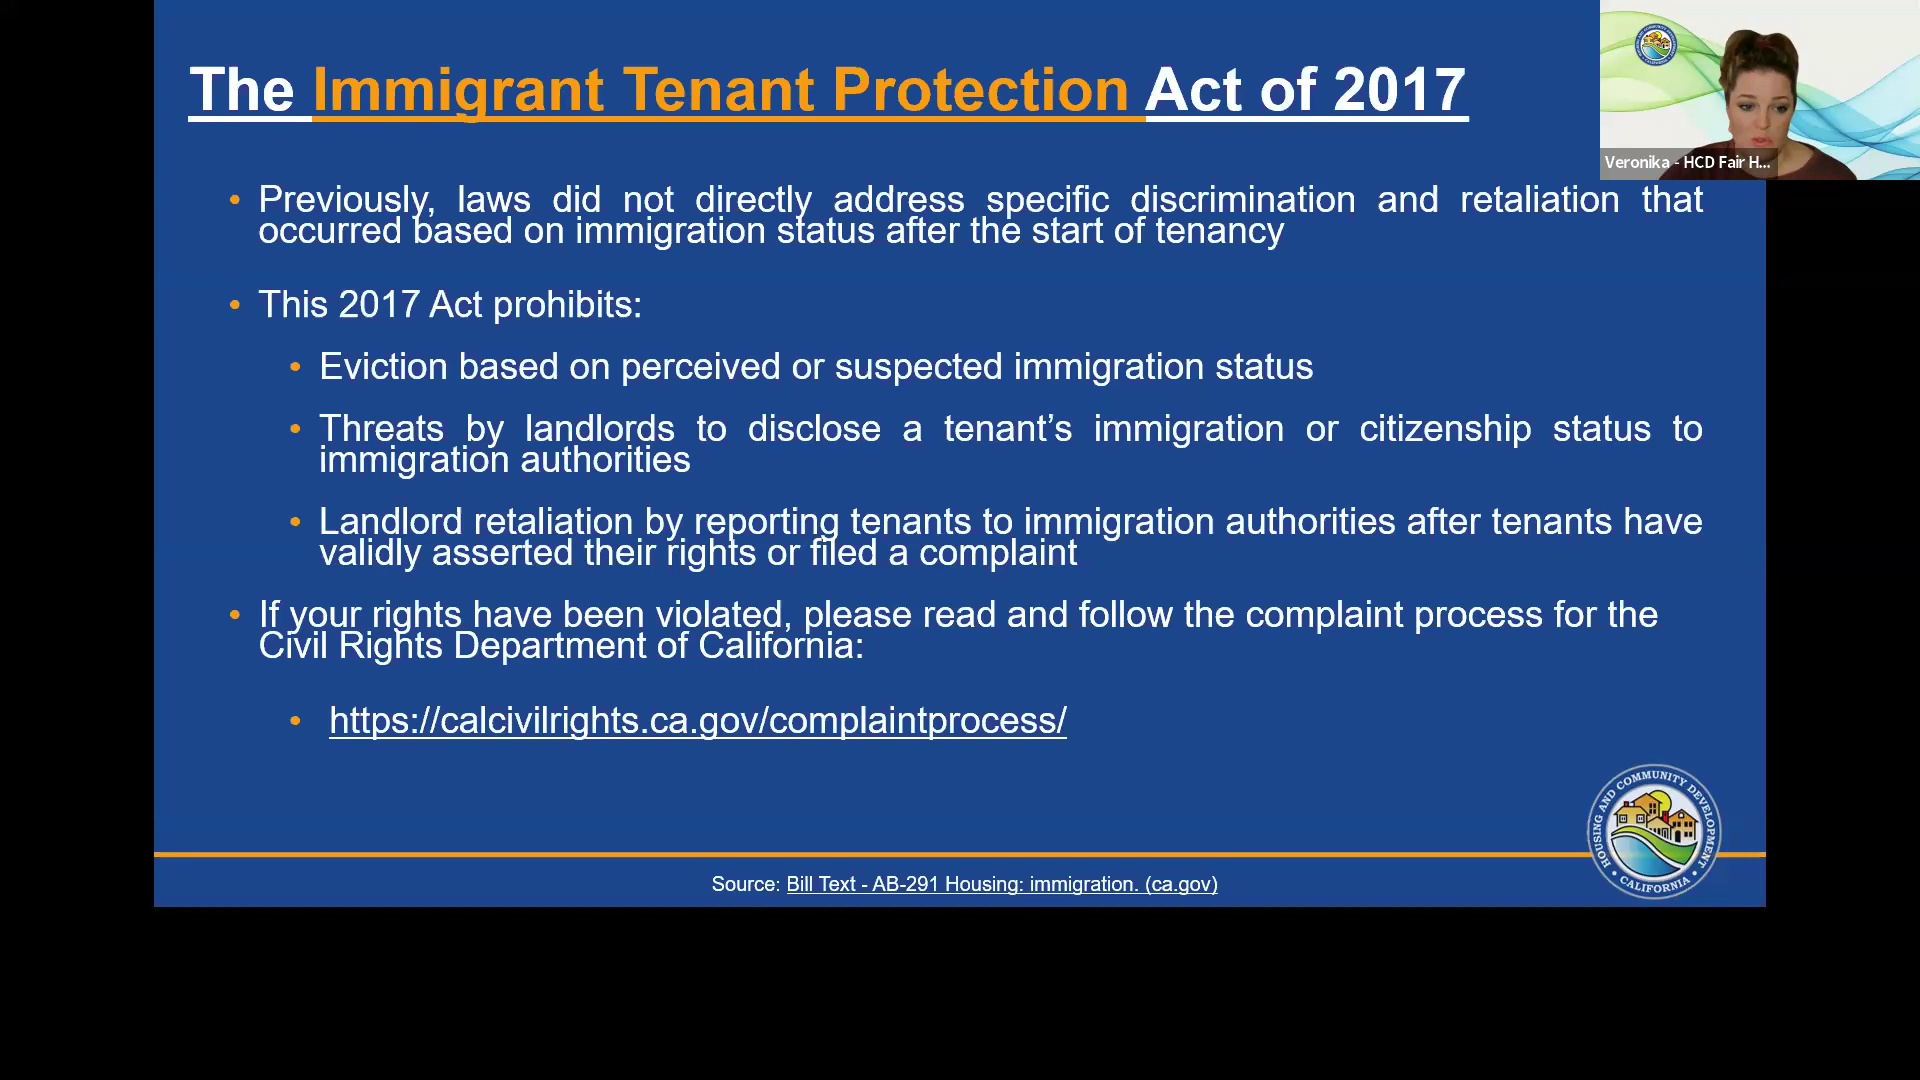 The Immigrant Tenant Protection Act of 2017
Veronika - HCD Fair H...
• Previously, laws did not directly address specific discrimination and retaliation that
occurred based on immigration status after the start of tenancy
• This 2017 Act prohibits:
• Eviction based on perceived or suspected immigration status
• Threats by landlords to disclose a tenant’s immigration or citizenship status to
immigration authorities
• Landlord retaliation by reporting tenants to immigration authorities after tenants have
validly asserted their rights or filed a complaint
• If your rights have been violated, please read and follow the complaint process for the
Civil Rights Department of California:
• https://calcivilrights.ca.gov/complaintprocess/
HOUSING AND COMMUNITY DEVELOPMENT
• CALIFORNIA •
Source: Bill Text - AB-291 Housing: immigration. (ca.gov)